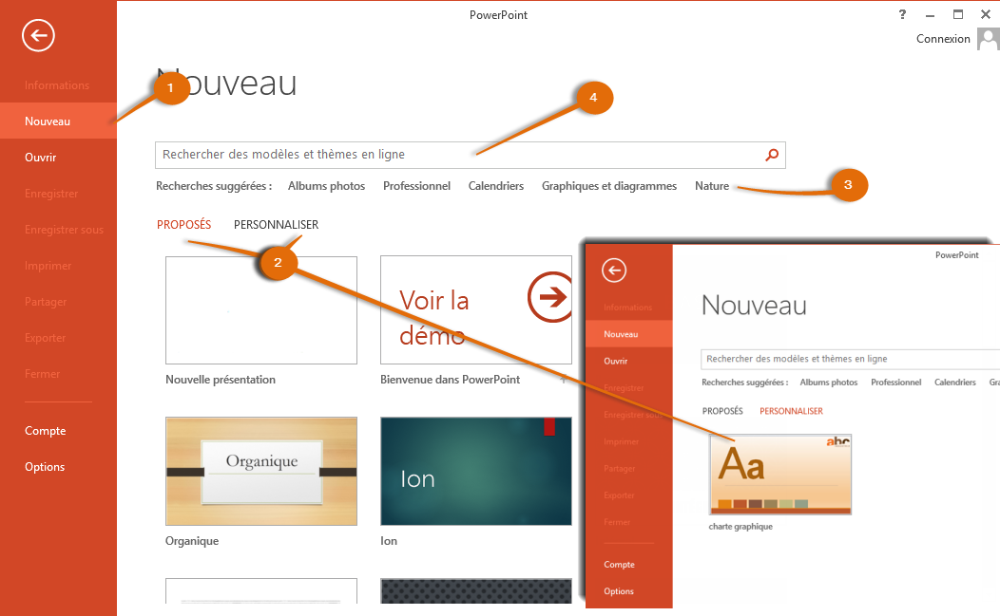 PowerPoint
?
Connexion
Informations
Nouveau
Ouvrir
Enregistrer
Enregistrer sous
Imprimer
Partager
Exporter
Fermer
Compte
Options
Nouveau
1
4
Rechercher des modèles et thèmes en ligne
Recherches suggérées : Albums photos Professionnel Calendriers Graphiques et diagrammes Nature
3
PROPOSÉS PERSONNALISER
2
Voir la
démo
Nouvelle présentation
Bienvenue dans PowerPoint
Organique
Ion
Organique
Ion
PowerPoint
Informations
Nouveau
Ouvrir
Enregistrer
Enregistrer sous
Imprimer
Partager
Exporter
Fermer
Compte
Options
Nouveau
Rechercher des modèles et thèmes en ligne
Recherches suggérées : Albums photos Professionnel Calendriers Gra
PROPOSÉS PERSONNALISER
abc
Aa
charte graphique